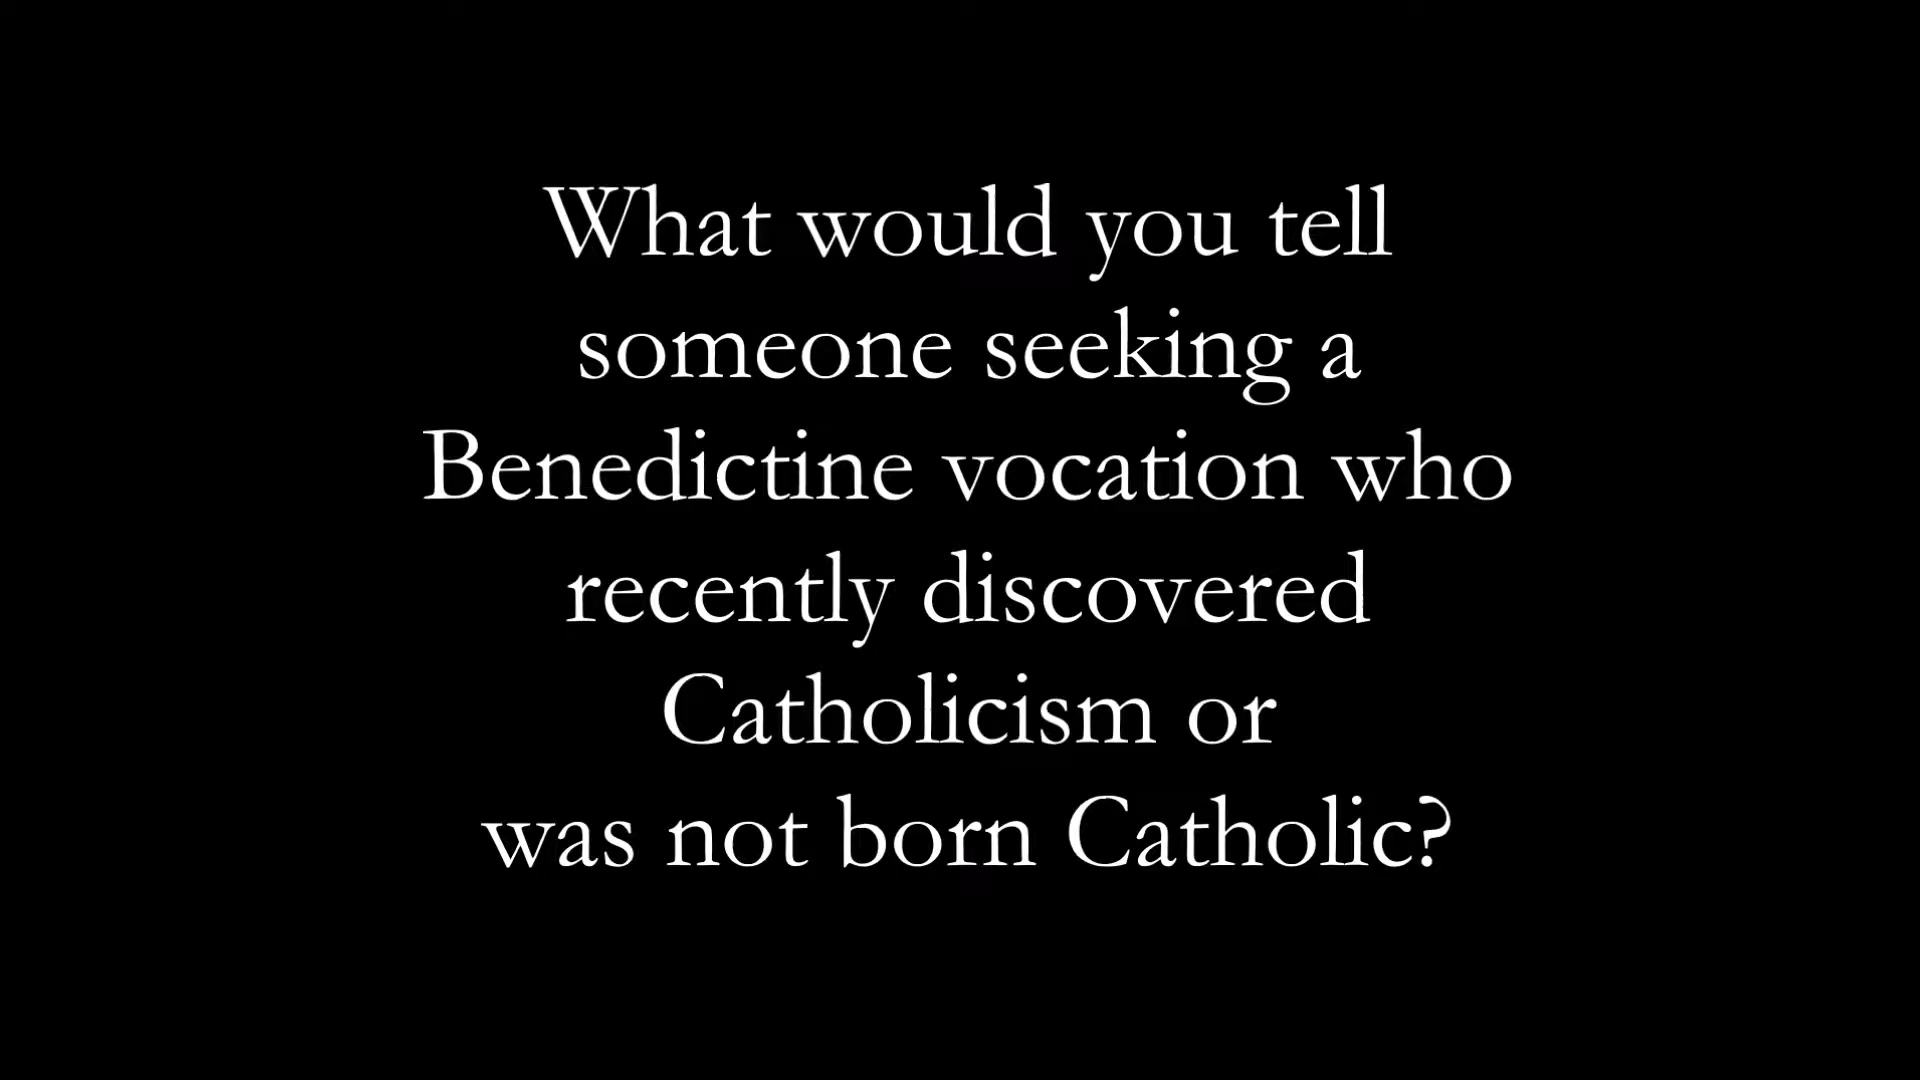 What would you tell
someone seeking a
Benedictine vocation who
recently discovered
Catholicism or
was not born Catholic?